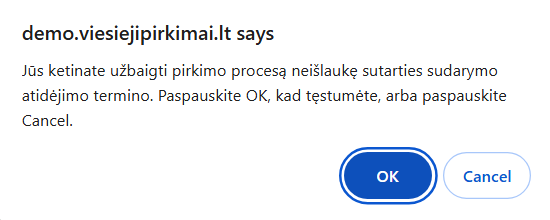 demo.viesiejipirkimai.lt says
Jūs ketinate užbaigti pirkimo procesą neišlaukę sutarties sudarymo
atidėjimo termino. Paspauskite OK, kad tęstumėte, arba paspauskite
Cancel.
OK
Cancel